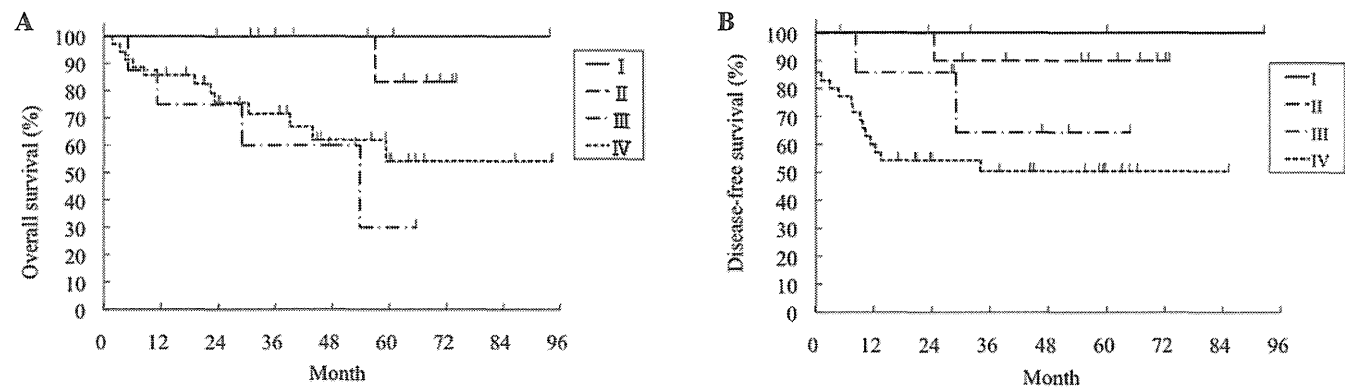 A
Overall survival (%)
100
90
80
70
60
50
40
30
20
10
0
0 12 24 36 48 60 72 84 96
Month
I
II
III
IV
B
Disease-free survival (%)
100
90
80
70
60
50
40
30
20
10
0
0 12 24 36 48 60 72 84 96
Month
I
II
III
IV